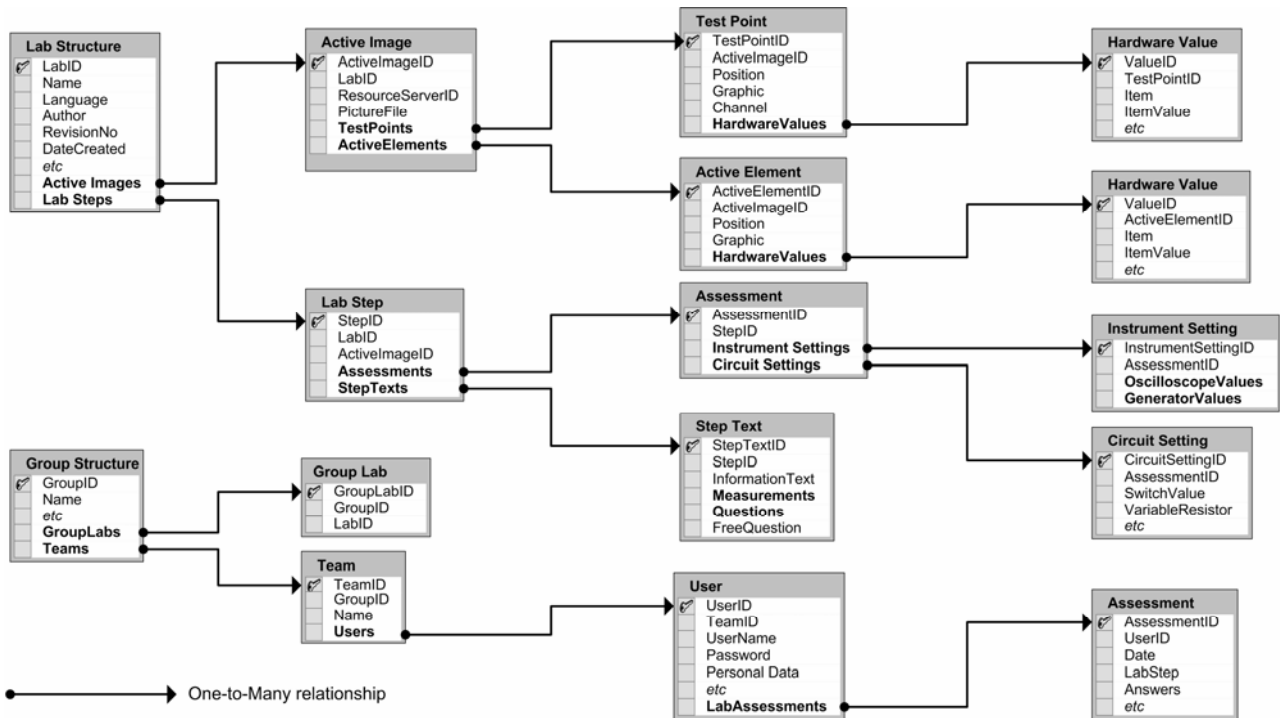 Lab Structure
LabID
Name
Language
Author
RevisionNo
DateCreated
etc
Active Images
Lab Steps
Active Image
ActiveImageID
LabID
ResourceServerID
PictureFile
TestPoints
ActiveElements
Test Point
TestPointID
ActiveImageID
Position
Graphic
Channel
HardwareValues
Hardware Value
ValueID
TestPointID
Item
ItemValue
etc
Active Element
ActiveElementID
ActiveImageID
Position
Graphic
HardwareValues
Hardware Value
ValueID
ActiveElementID
Item
ItemValue
etc
Lab Step
StepID
LabID
ActiveImageID
Assessments
StepTexts
Assessment
AssessmentID
StepID
Instrument Settings
Circuit Settings
Instrument Setting
InstrumentSettingID
AssessmentID
OscilloscopeValues
GeneratorValues
Step Text
StepTextID
StepID
InformationText
Measurements
Questions
FreeQuestion
Circuit Setting
CircuitSettingID
AssessmentID
SwitchValue
VariableResistor
etc
Group Structure
GroupID
Name
etc
GroupLabs
Teams
Group Lab
GroupLabID
GroupID
LabID
Team
TeamID
GroupID
Name
Users
User
UserID
TeamID
UserName
Password
Personal Data
etc
LabAssessments
Assessment
AssessmentID
UserID
Date
LabStep
Answers
etc
One-to-Many relationship